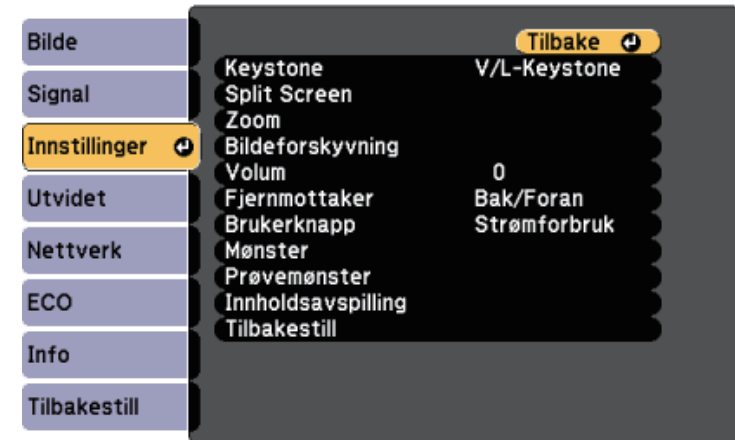 Bilde
Signal
Innstillinger
Utvidet
Nettverk
ECO
Info
Tilbakestill
Tilbake
Keystone V/L-Keystone
Split Screen
Zoom
Bildeforskyvning
Volum 0
Fjernmottaker Bak/Foran
Brukerknapp Strømforbruk
Mønster
Prøvemønster
Innholdsavspilling
Tilbakestill